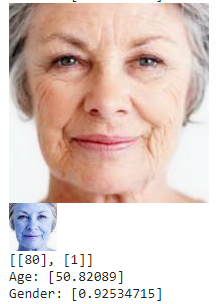 [[80], [1]]
Age: [50.82089]
Gender: [0.92534715]